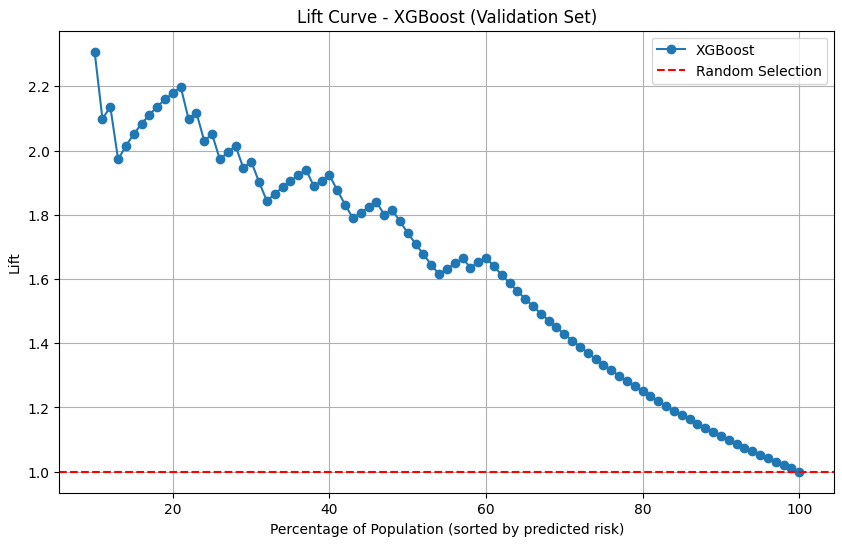 Lift Curve - XGBoost (Validation Set)
XGBoost
Random Selection
Lift
2.2
2.0
1.8
1.6
1.4
1.2
1.0
20 40 60 80 100
Percentage of Population (sorted by predicted risk)